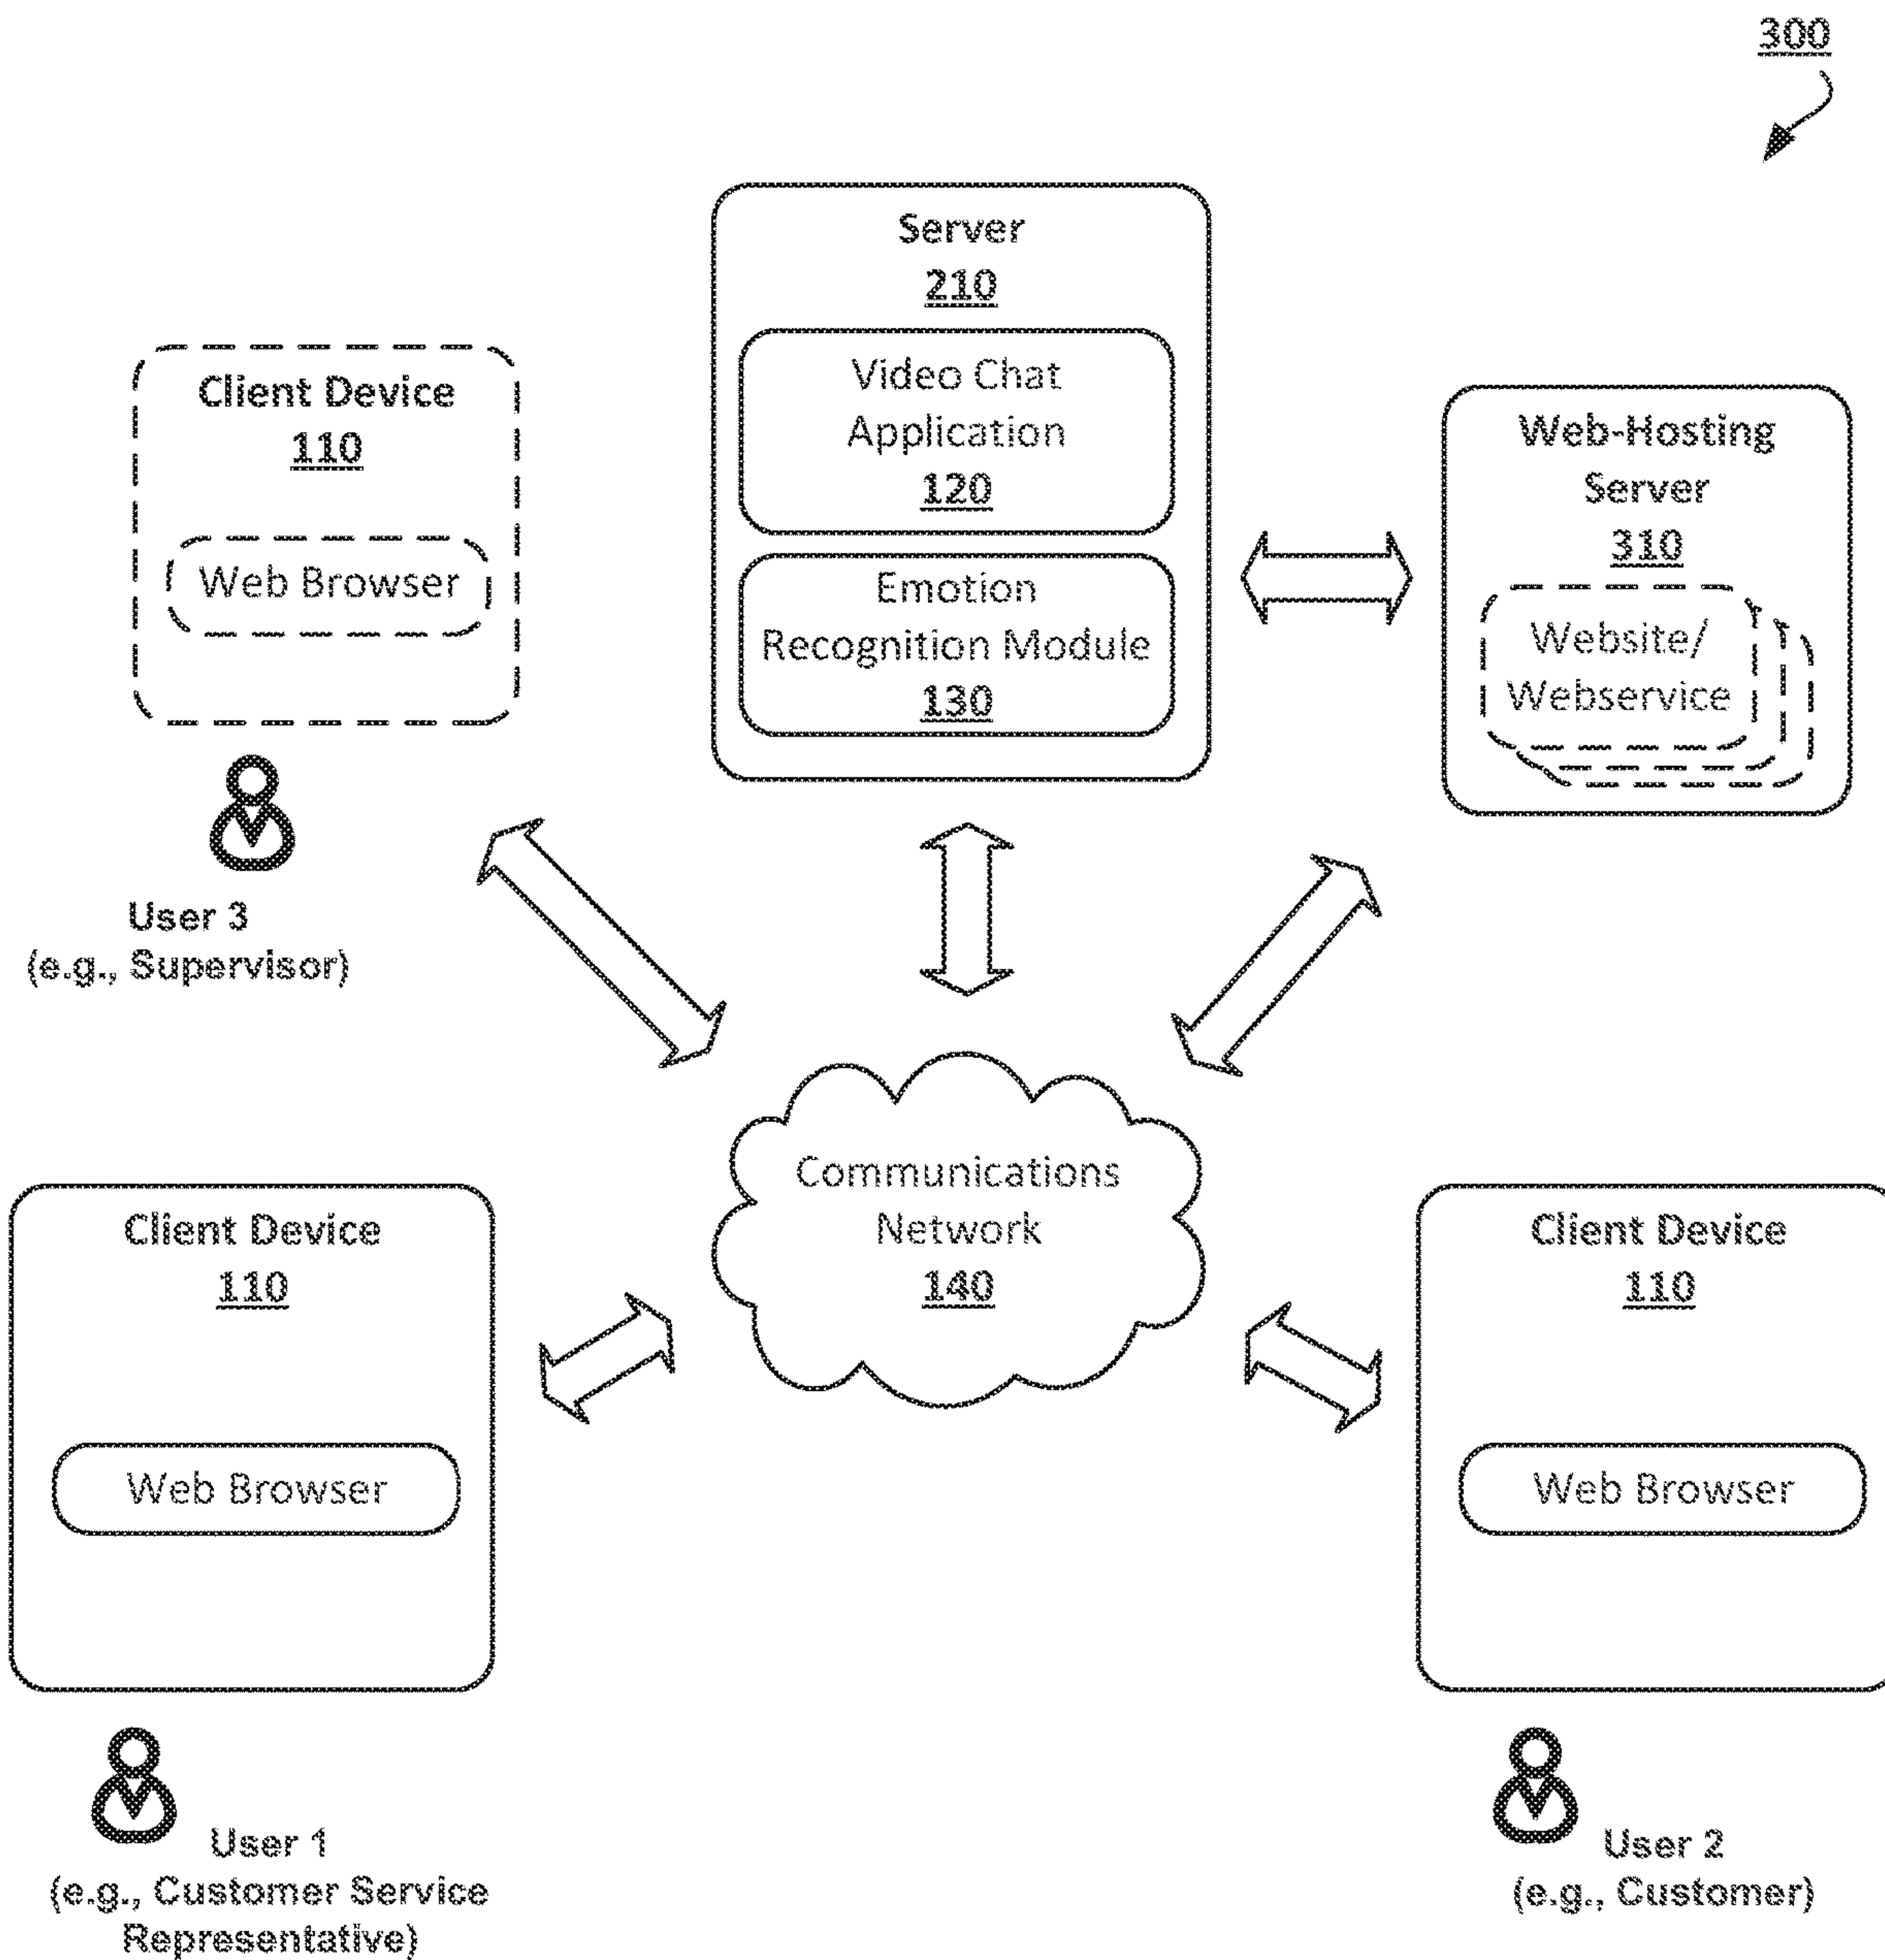 300
Server
210
Video Chat
Application
120
Emotion
Recognition Module
130
Client Device
110
Web Browser
User 3
(e.g., Supervisor)
Web-Hosting
Server
310
Website/
Webservice
Communications
Network
140
Client Device
110
Web Browser
User 1
(e.g., Customer Service
Representative)
Client Device
110
Web Browser
User 2
(e.g., Customer)